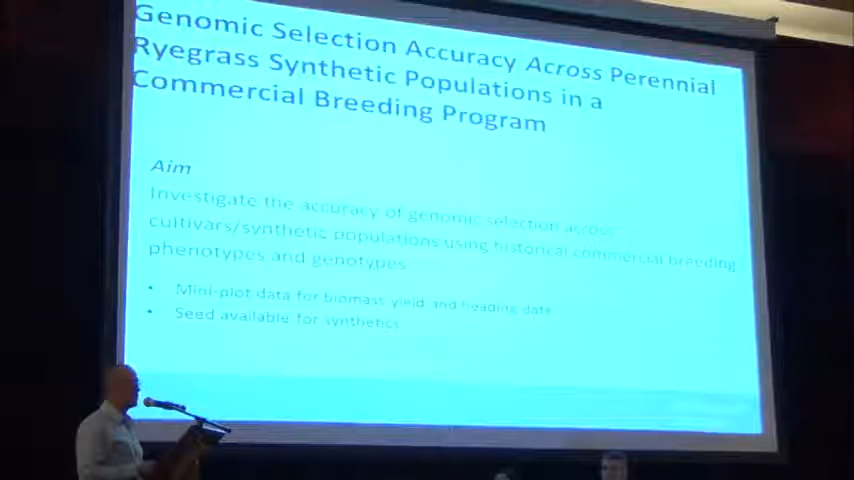 Genomic Selection Accuracy Across Perennial
Ryegrass Synthetic Populations in a
Commercial Breeding Program
Aim
Investigate the accuracy of genomic selection across
cultivars/synthetic populations using historical commercial breeding
phenotypes and genotypes
• Mini-plot data for biomass yield and heading date
• Seed available for synthetics